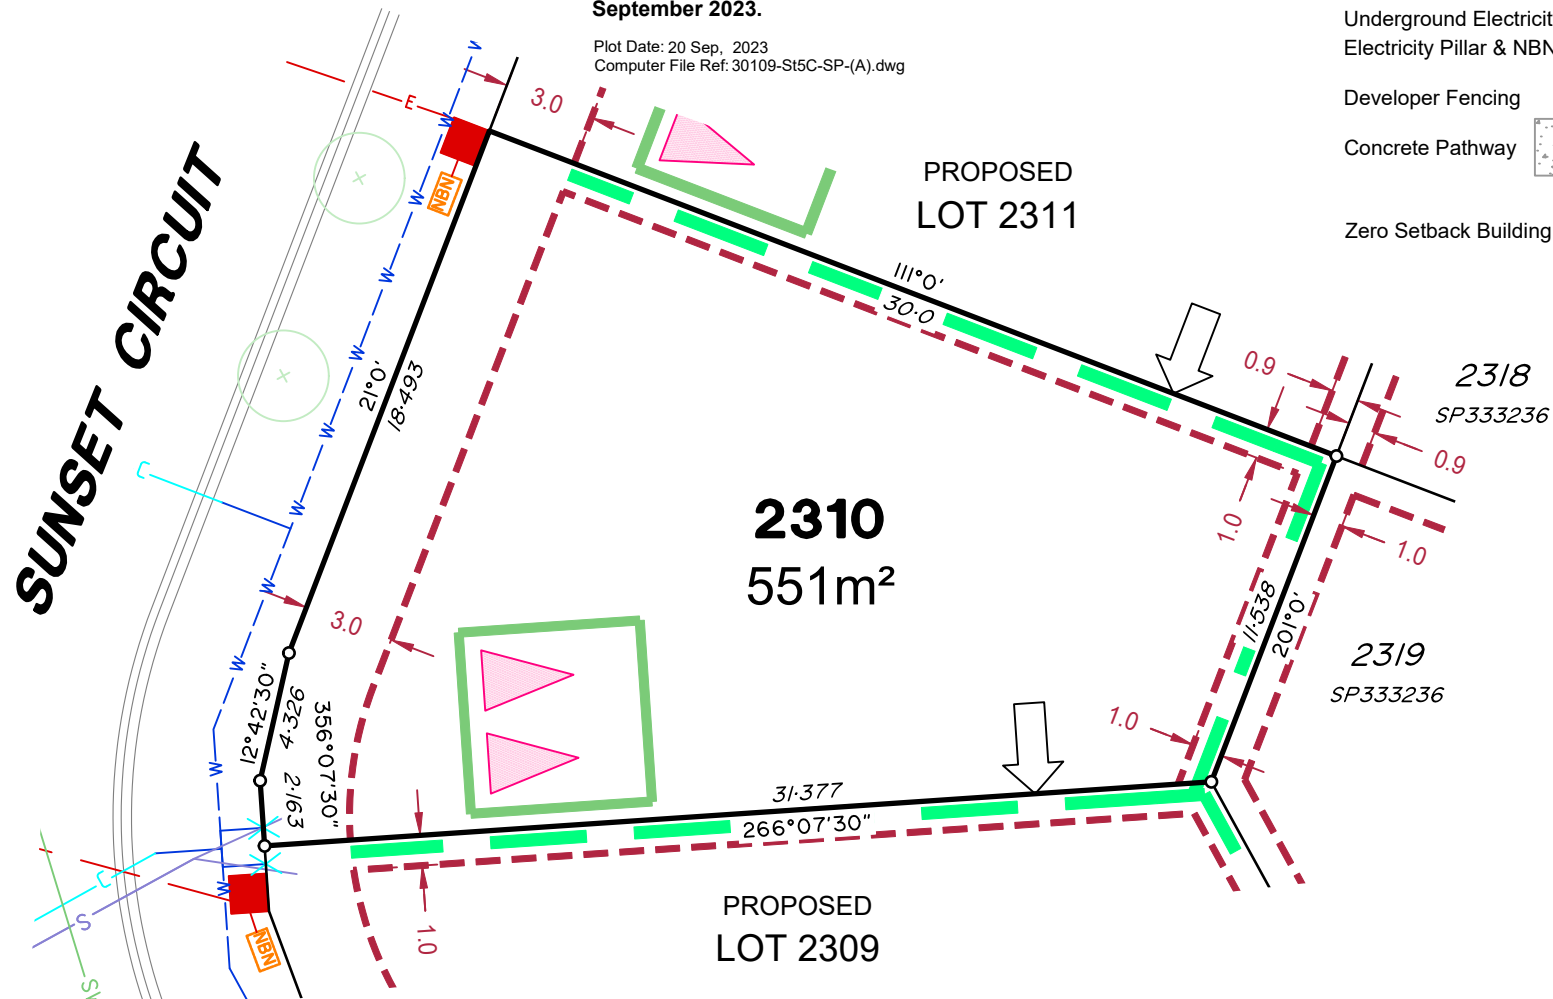 September 2023.
Plot Date: 20 Sep, 2023
Computer File Ref: 30109-St5C-SP-(A).dwg
Underground Electricit
Electricity Pillar & NBN
Developer Fencing
Concrete Pathway
Zero Setback Building
SUNSET CIRCUIT
PROPOSED
LOT 2311
W
3.0
E
W
NBN
W
W
W
W
W
W
W
W
W
W
111°0'
30·0
21°0'
18·493
C
0.9
2318
SP333236
0.9
1.0
1.0
2310
551m²
3.0
11·538
201°0'
2319
SP333236
12°42'30"
4·326
356°07'30"
2·163
1.0
31·377
266°07'30"
1.0
C
S
NBN
PROPOSED
LOT 2309